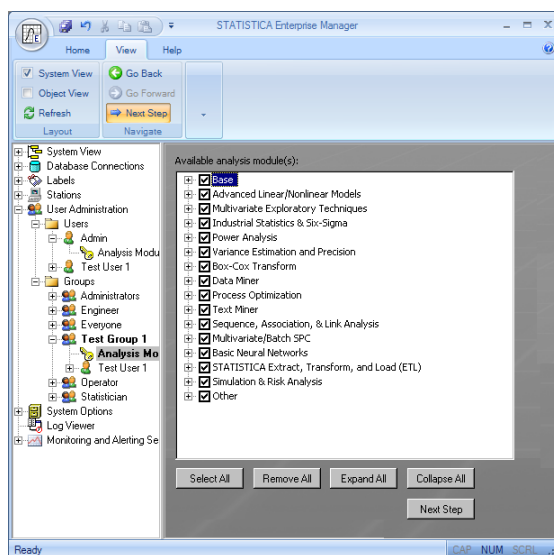 STATISTICA Enterprise Manager
Home View Help
System View
Object View
Refresh
Layout
Go Back
Go Forward
Next Step
Navigate
System View
Database Connections
Labels
Stations
User Administration
Users
Admin
Analysis Modu
Test User 1
Groups
Administrators
Engineer
Everyone
Test Group 1
Analysis Mo
Test User 1
Operator
Statistician
System Options
Log Viewer
Monitoring and Alerting Se
Available analysis module(s):
Base
Advanced Linear/Nonlinear Models
Multivariate Exploratory Techniques
Industrial Statistics & Six-Sigma
Power Analysis
Variance Estimation and Precision
Box-Cox Transform
Data Miner
Process Optimization
Text Miner
Sequence, Association, & Link Analysis
Multivariate/Batch SPC
Basic Neural Networks
STATISTICA Extract, Transform, and Load (ETL)
Simulation & Risk Analysis
Other
Select All Remove All Expand All Collapse All
Next Step
Ready CAP NUM SCRL